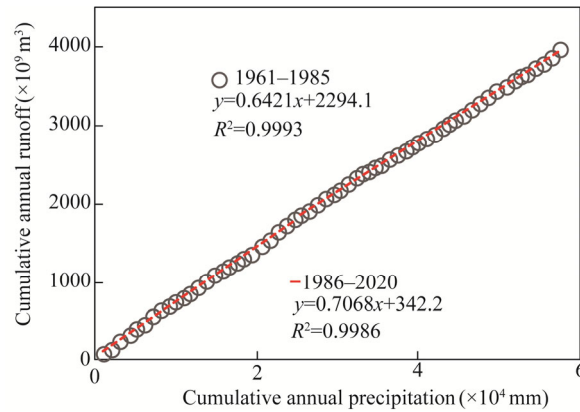 4000
3000
2000
1000
0
Cumulative annual runoff (×10⁹ m³)
1961–1985
y=0.6421x+2294.1
R²=0.9993
1986–2020
y=0.7068x+342.2
R²=0.9986
0
2
4
6
Cumulative annual precipitation (×10⁴ mm)